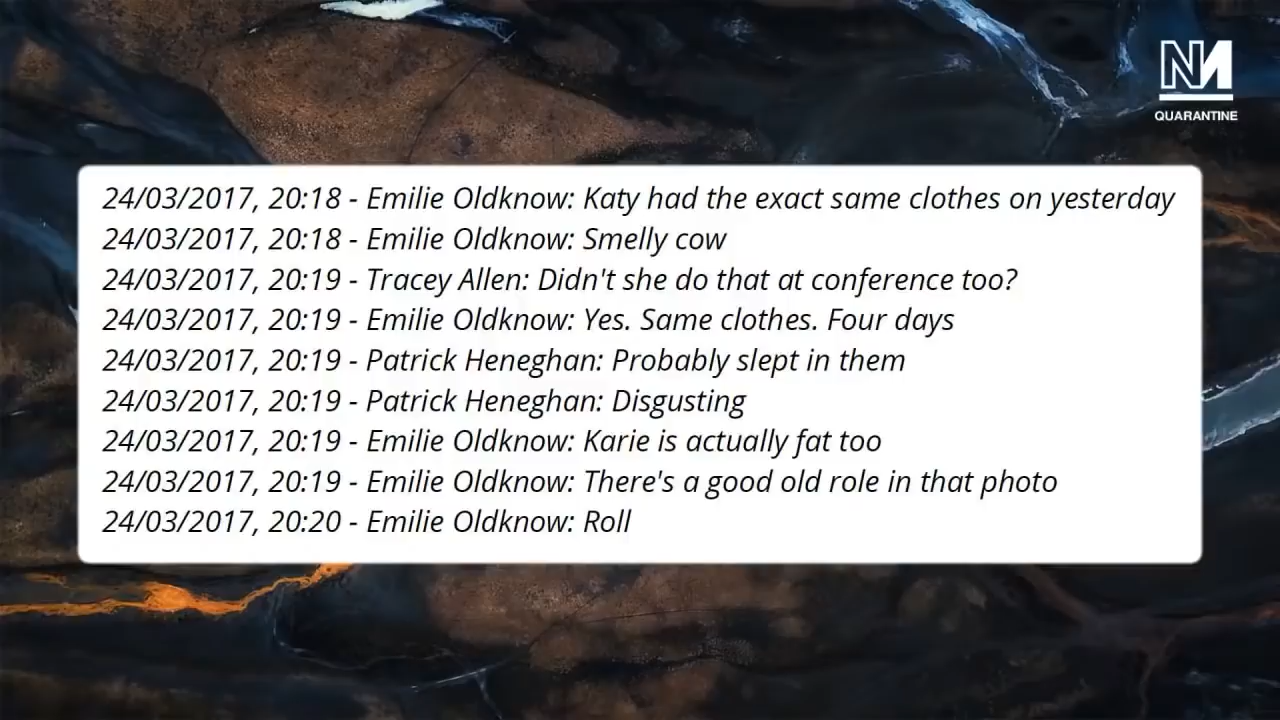 NM
QUARANTINE
24/03/2017, 20:18 - Emilie Oldknow: Katy had the exact same clothes on yesterday
24/03/2017, 20:18 - Emilie Oldknow: Smelly cow
24/03/2017, 20:19 - Tracey Allen: Didn't she do that at conference too?
24/03/2017, 20:19 - Emilie Oldknow: Yes. Same clothes. Four days
24/03/2017, 20:19 - Patrick Heneghan: Probably slept in them
24/03/2017, 20:19 - Patrick Heneghan: Disgusting
24/03/2017, 20:19 - Emilie Oldknow: Karie is actually fat too
24/03/2017, 20:19 - Emilie Oldknow: There's a good old role in that photo
24/03/2017, 20:20 - Emilie Oldknow: Roll